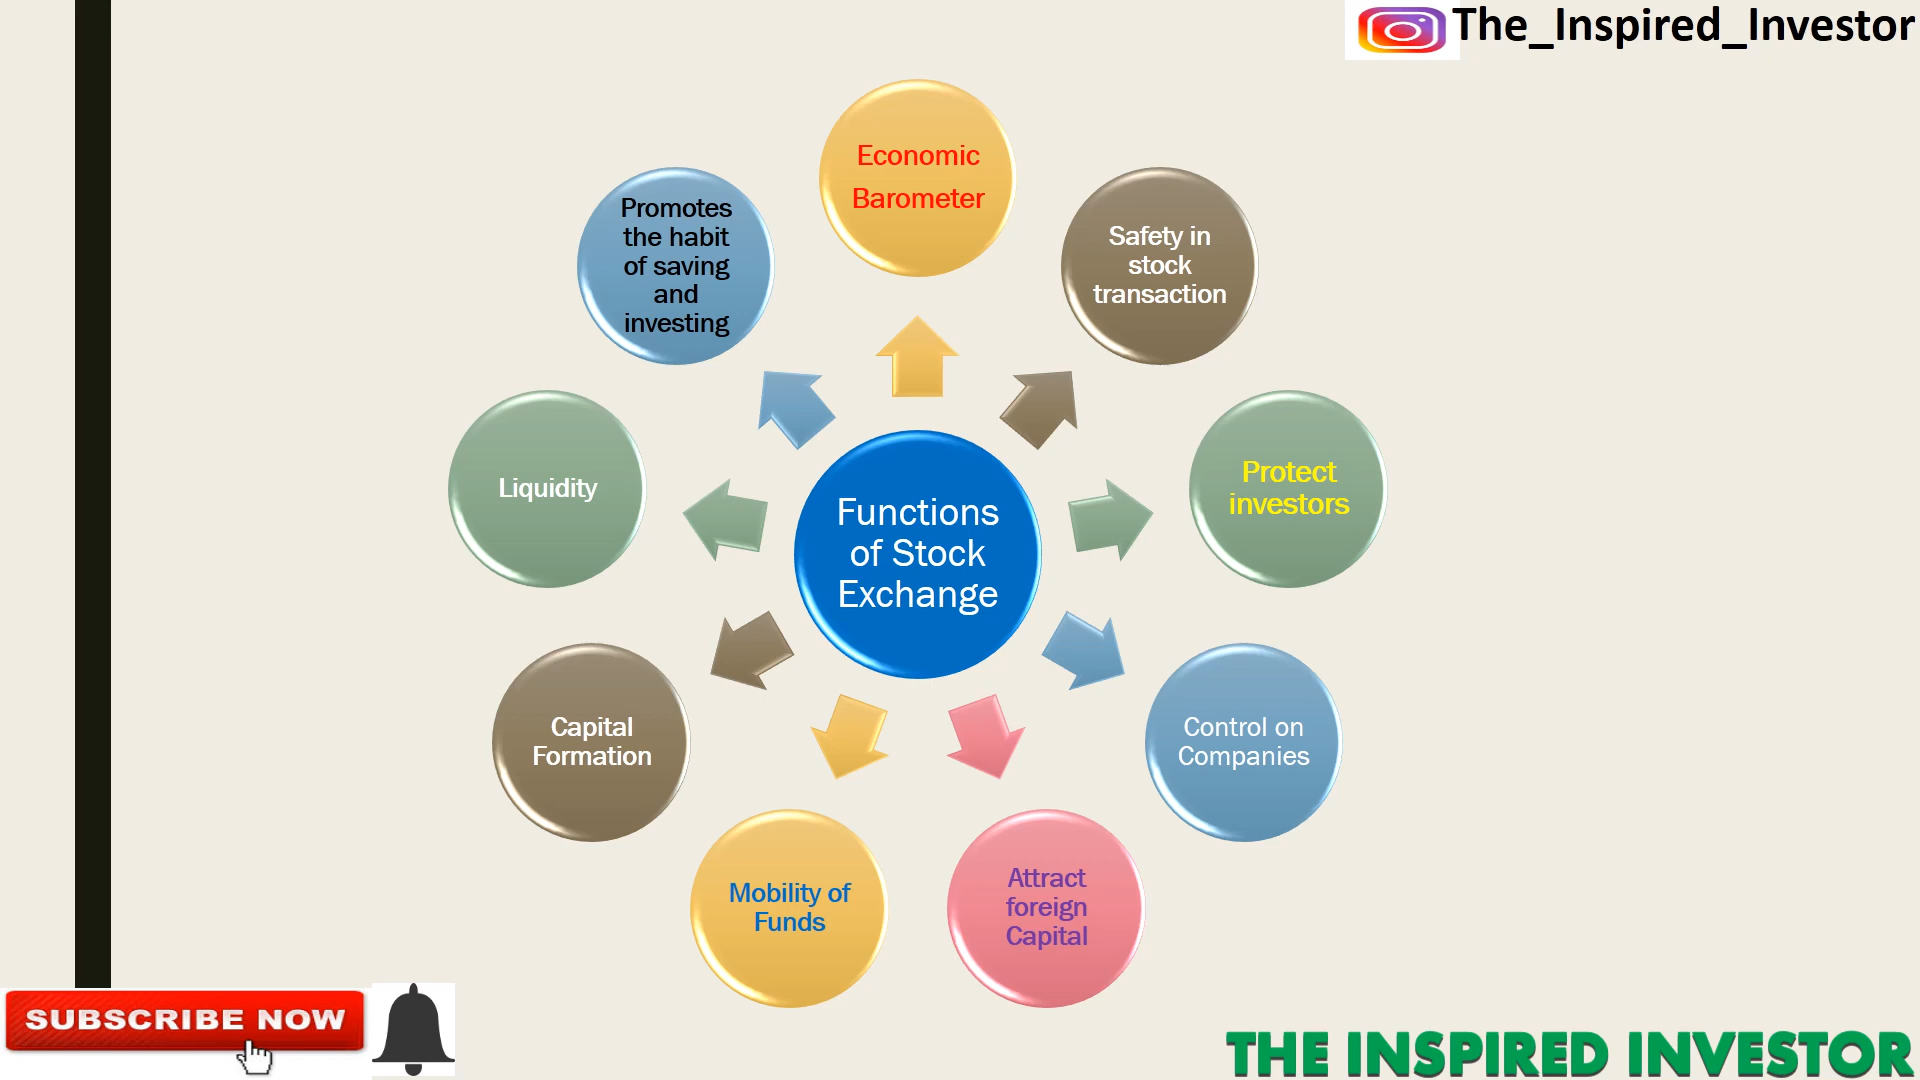 The_Inspired_Investor
Economic
Barometer
Safety in
stock
transaction
Protect
investors
Control on
Companies
Attract
foreign
Capital
Mobility of
Funds
Capital
Formation
Liquidity
Promotes
the habit
of saving
and
investing
Functions
of Stock
Exchange
SUBSCRIBE NOW
THE INSPIRED INVESTOR